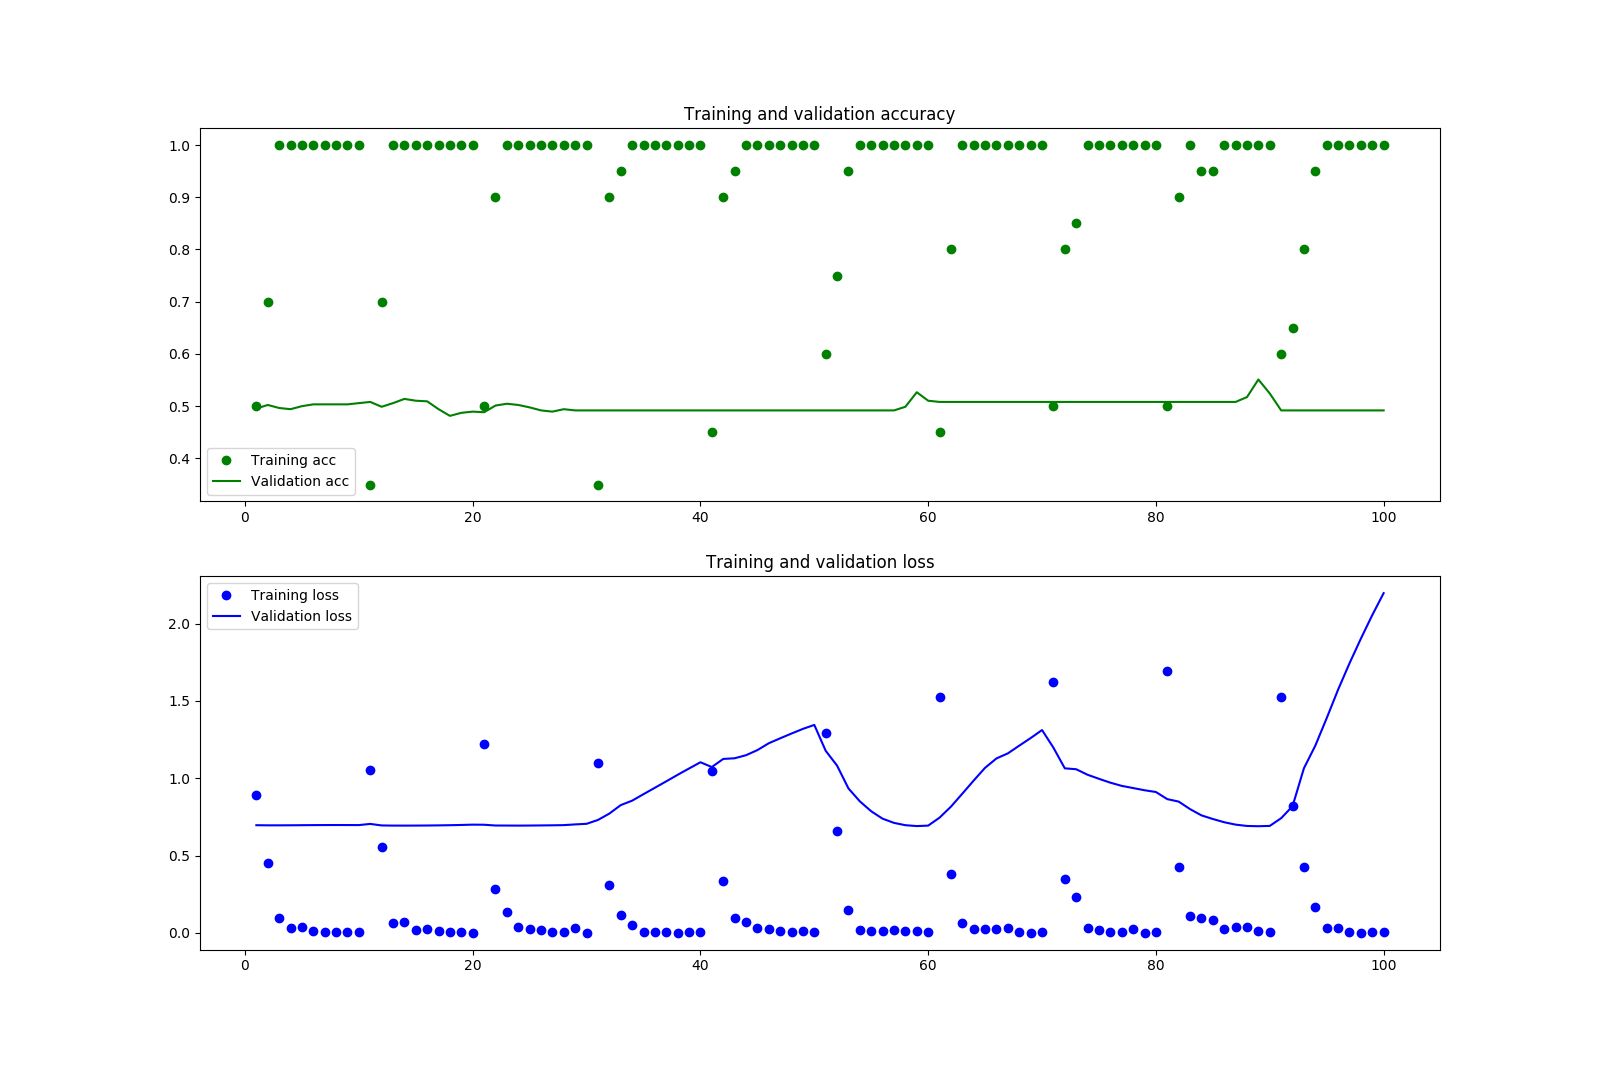 Training and validation accuracy
1.0
0.9
0.8
0.7
0.6
0.5
0.4
Training acc
Validation acc
0 20 40 60 80 100
Training and validation loss
Training loss
Validation loss
2.0
1.5
1.0
0.5
0.0
0 20 40 60 80 100